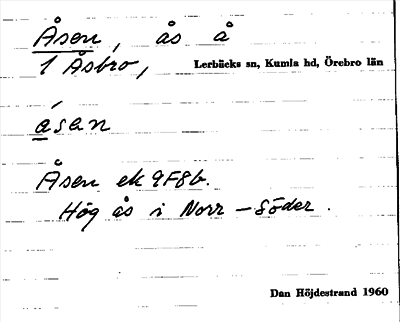 Åsen, ås å
1 Åsbro, Lerbäcks sn, Kumla hd, Örebro län
åsan
Åsen ek 9F8b.
Hög ås i Norr – Söder.
Dan Höjdestrand 1960